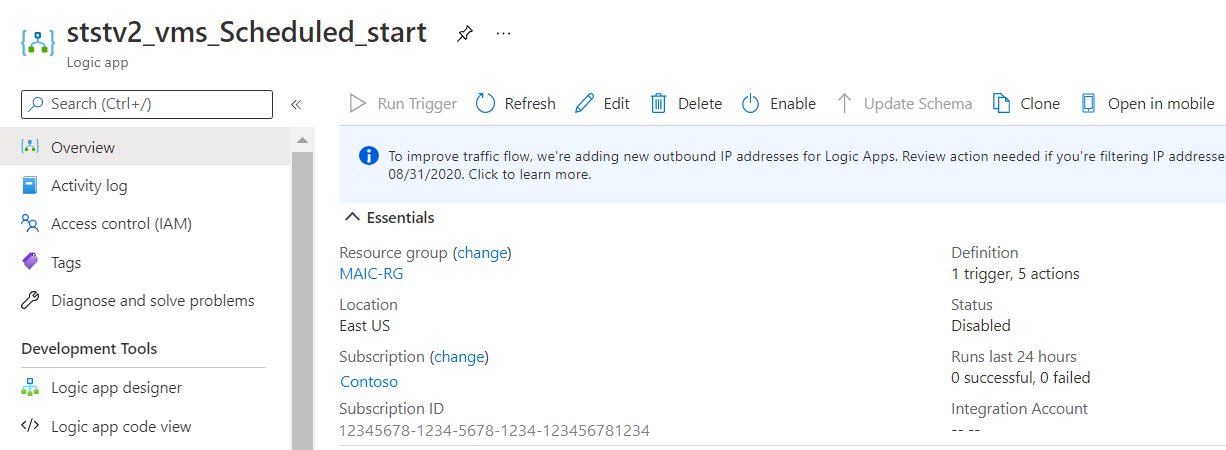 ststv2_vms_Scheduled_start
Logic app
Search (Ctrl+/)
Run Trigger Refresh Edit Delete Enable Update Schema Clone Open in mobile
Overview
Activity log
Access control (IAM)
Tags
Diagnose and solve problems
Development Tools
Logic app designer
Logic app code view
To improve traffic flow, we're adding new outbound IP addresses for Logic Apps. Review action needed if you're filtering IP addresse
08/31/2020. Click to learn more.
Essentials
Resource group (change)
MAIC-RG
Location
East US
Subscription (change)
Contoso
Subscription ID
12345678-1234-5678-1234-123456781234
Definition
1 trigger, 5 actions
Status
Disabled
Runs last 24 hours
0 successful, 0 failed
Integration Account
-- --